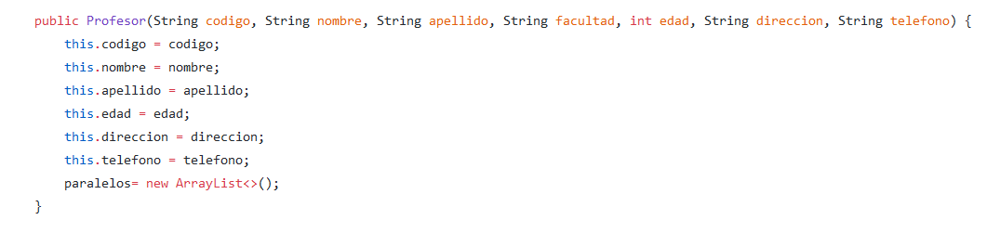 public Profesor(String codigo, String nombre, String apellido, String facultad, int edad, String direccion, String telefono) {
    this.codigo = codigo;
    this.nombre = nombre;
    this.apellido = apellido;
    this.edad = edad;
    this.direccion = direccion;
    this.telefono = telefono;
    paralelos= new ArrayList<>();
}